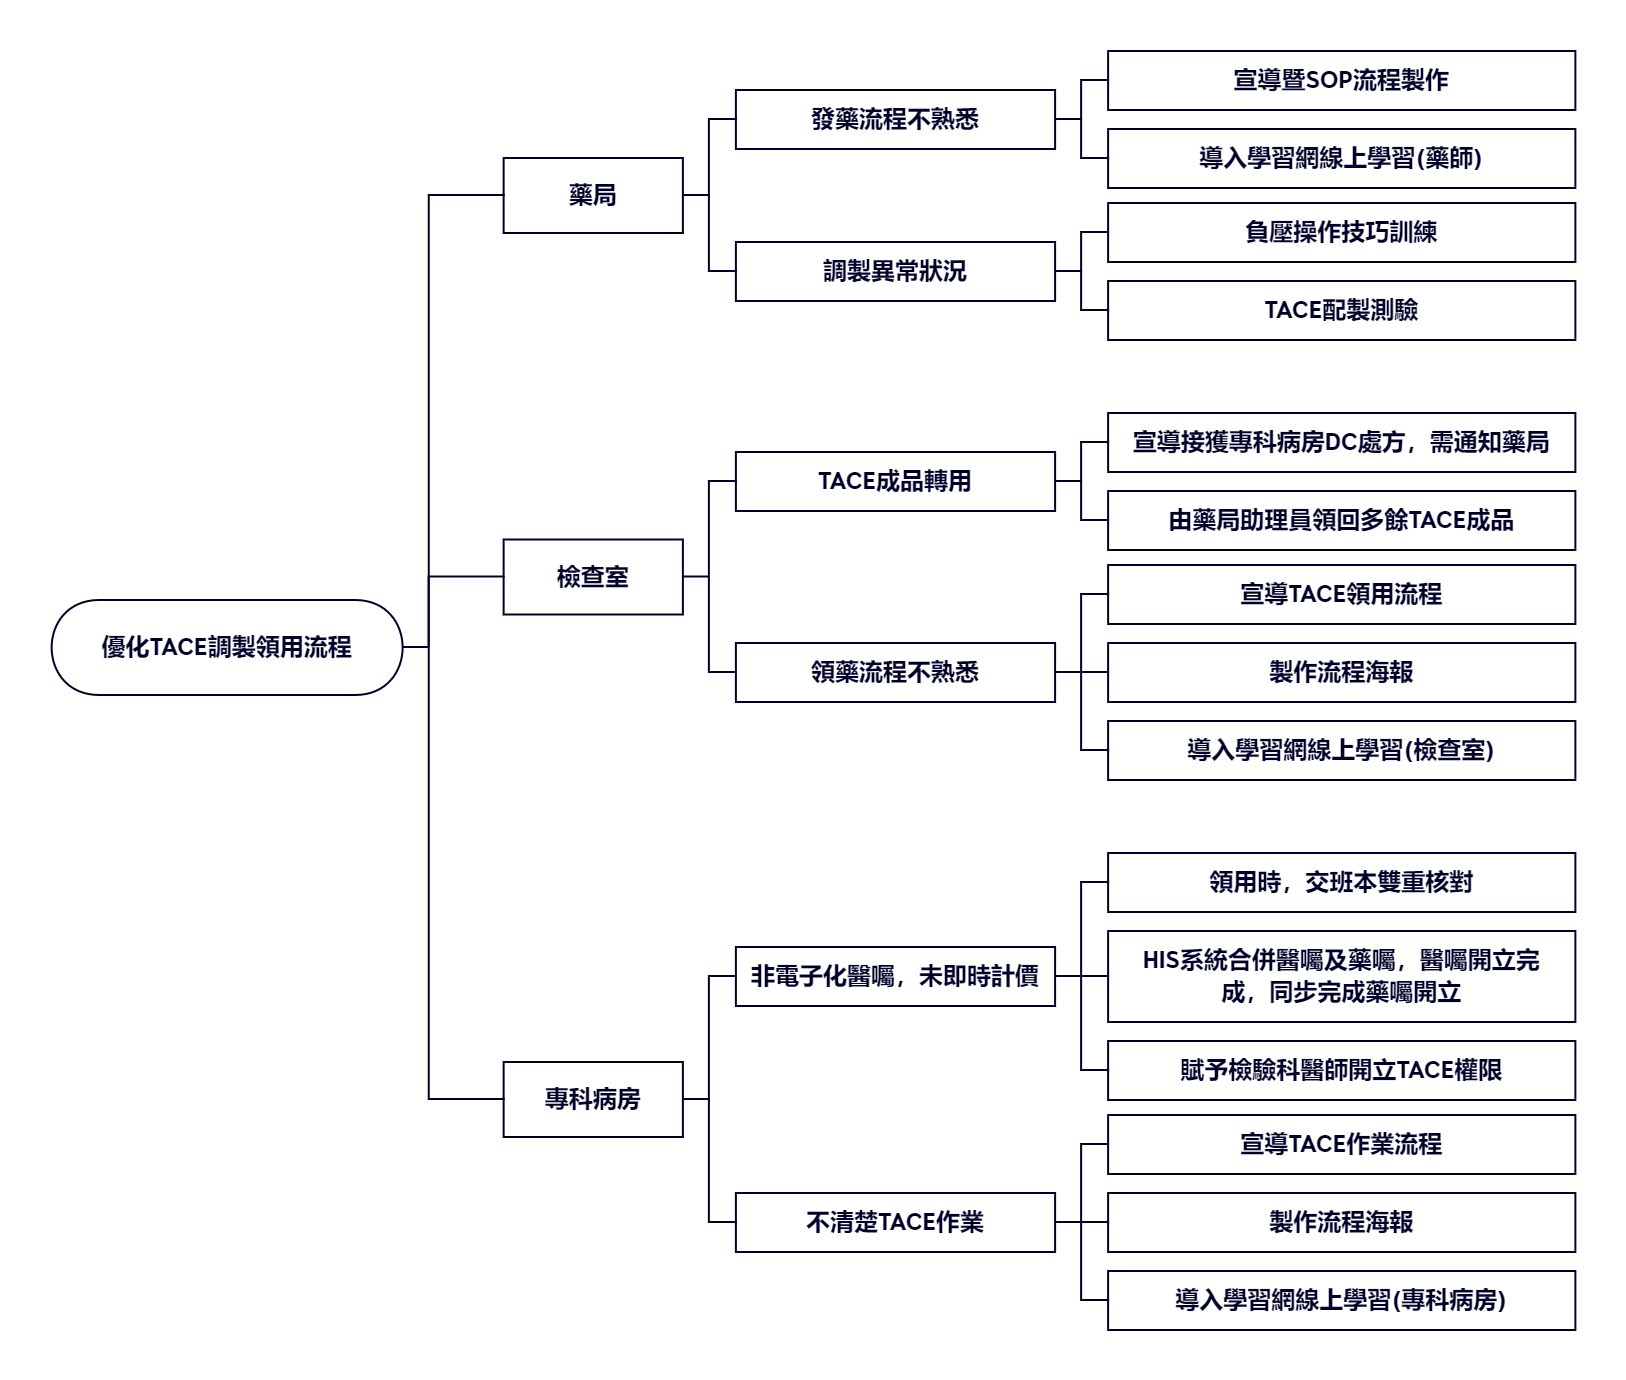 優化TACE調製領用流程
藥局
發藥流程不熟悉
宣導暨SOP流程製作
導入學習網線上學習(藥師)
調製異常狀況
負壓操作技巧訓練
TACE配製測驗
檢查室
TACE成品轉用
宣導接獲專科病房DC處方，需通知藥局
由藥局助理員領回多餘TACE成品
領藥流程不熟悉
宣導TACE領用流程
製作流程海報
導入學習網線上學習(檢查室)
專科病房
非電子化醫囑，未即時計價
領用時，交班本雙重核對
HIS系統合併醫囑及藥囑，醫囑開立完
成，同步完成藥囑開立
賦予檢驗科醫師開立TACE權限
不清楚TACE作業
宣導TACE作業流程
製作流程海報
導入學習網線上學習(專科病房)